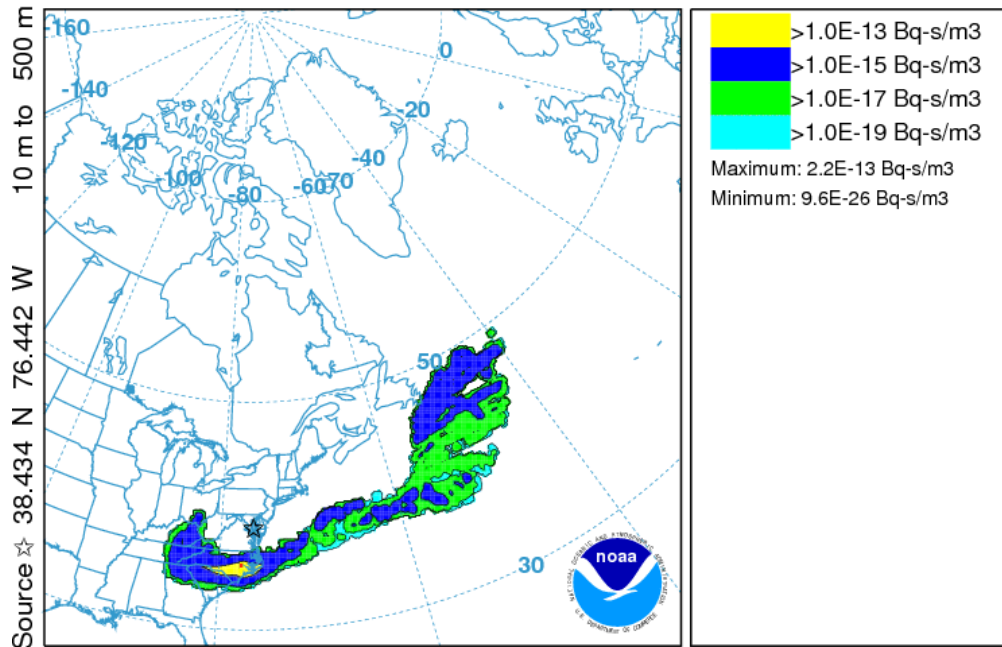 Source ☆ 38.434 N 76.442 W 10 m to 500 m
-160
-140
-120
-100
-80
-60
70
-40
-20
0
50
30
noaa
NATIONAL OCEANIC AND ATMOSPHERIC ADMINISTRATION
U.S. DEPARTMENT OF COMMERCE
>1.0E-13 Bq-s/m3
>1.0E-15 Bq-s/m3
>1.0E-17 Bq-s/m3
>1.0E-19 Bq-s/m3
Maximum: 2.2E-13 Bq-s/m3
Minimum: 9.6E-26 Bq-s/m3